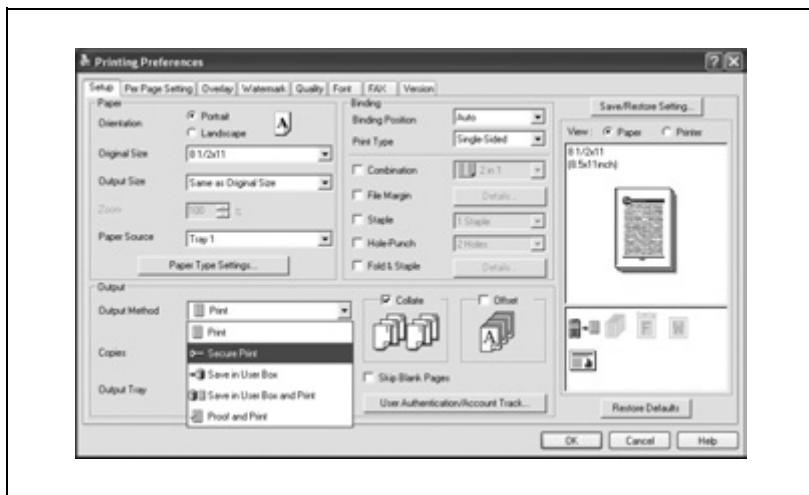 Printing Preferences
Setup Per Page Setting Overlay Watermark Quality Font FAX Version
Paper
Orientation
Portrait
Landscape
A
Original Size
8 1/2x11
Output Size
Same as Original Size
Zoom
100 %
Paper Source
Tray 1
Paper Type Settings...
Binding
Binding Position
Auto
Print Type
Single-Sided
Combination
2 in 1
File Margin
Details...
Staple
1 Staple
Hole-Punch
2 Holes
Fold & Staple
Details...
Save/Restore Setting...
View: Paper Printer
8 1/2x11
(8.5x11inch)
Output
Output Method
Print
Print
Secure Print
Save in User Box
Save in User Box and Print
Proof and Print
Copies
Output Tray
Collate
Offset
A
Skip Blank Pages
User Authentication/Account Track...
F
W
Restore Defaults
OK Cancel Help